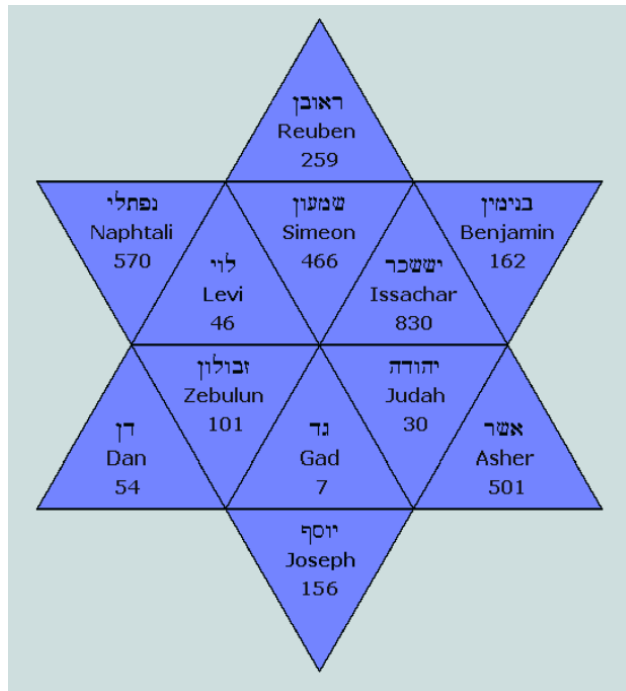 ראובן
Reuben
259
נפתלי
Naphtali
570
שמעון
Simeon
466
בנימין
Benjamin
162
לוי
Levi
46
יששכר
Issachar
830
זבולון
Zebulun
101
יהודה
Judah
30
דן
Dan
54
גד
Gad
7
אשר
Asher
501
יוסף
Joseph
156